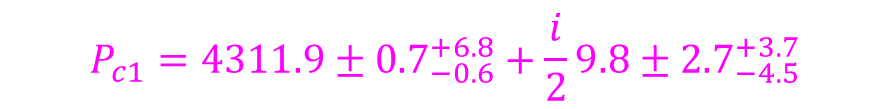 P_{c1} = 4311.9 ± 0.7^{+6.8}_{-0.6} + \frac{i}{2} 9.8 ± 2.7^{+3.7}_{-4.5}